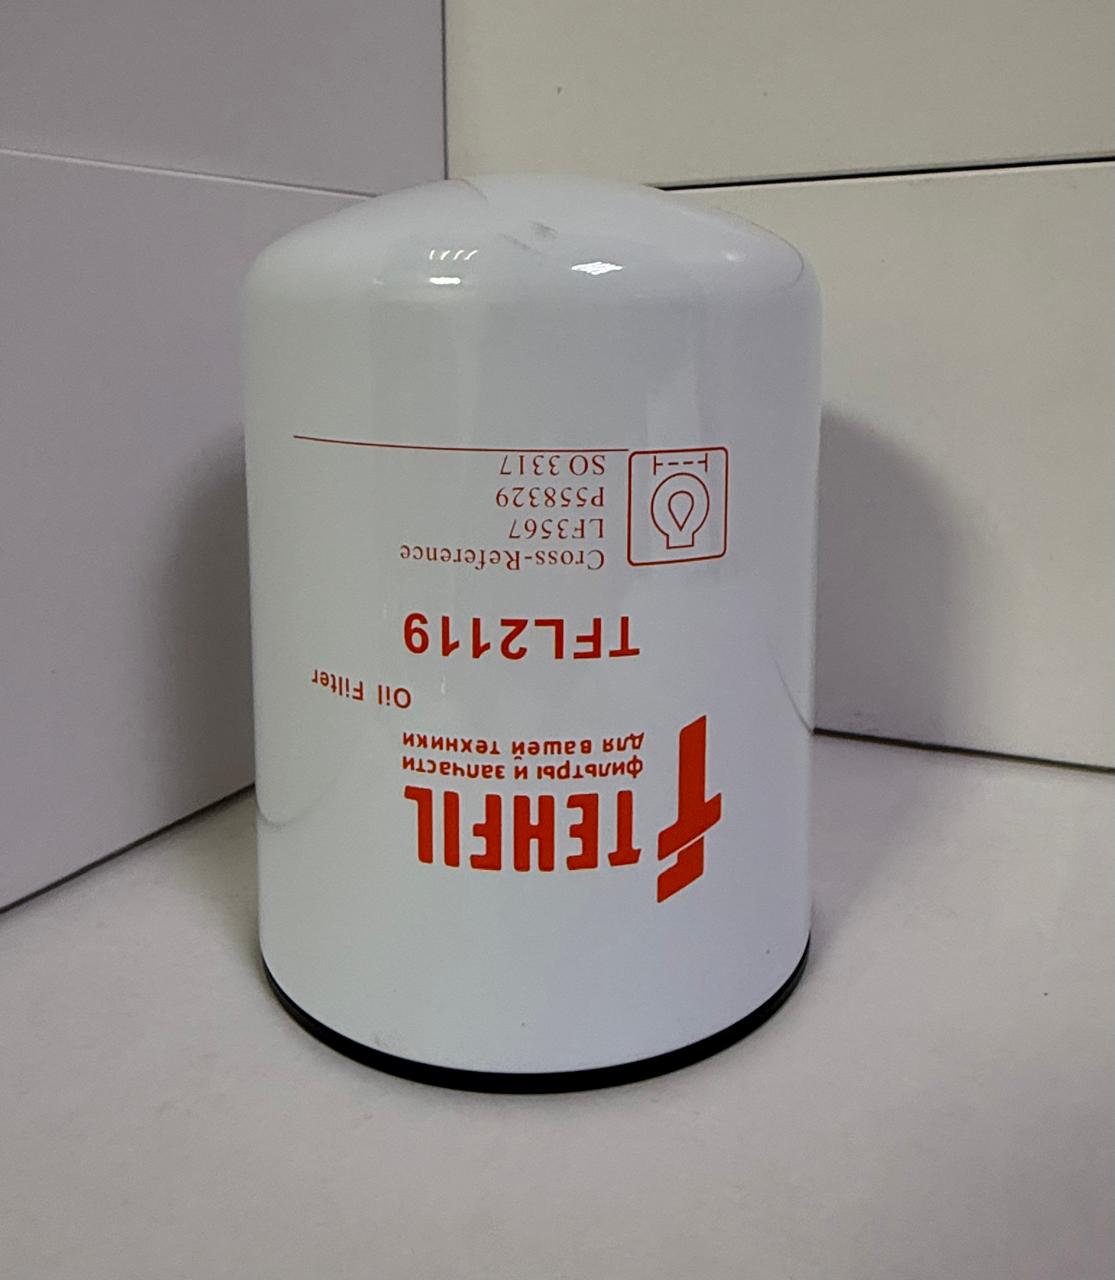 TEHFIL
фильтры и запчасти
для вашей техники
Oil Filter
TFL2119
Cross-Reference
LF3567
P558329
SO 3317